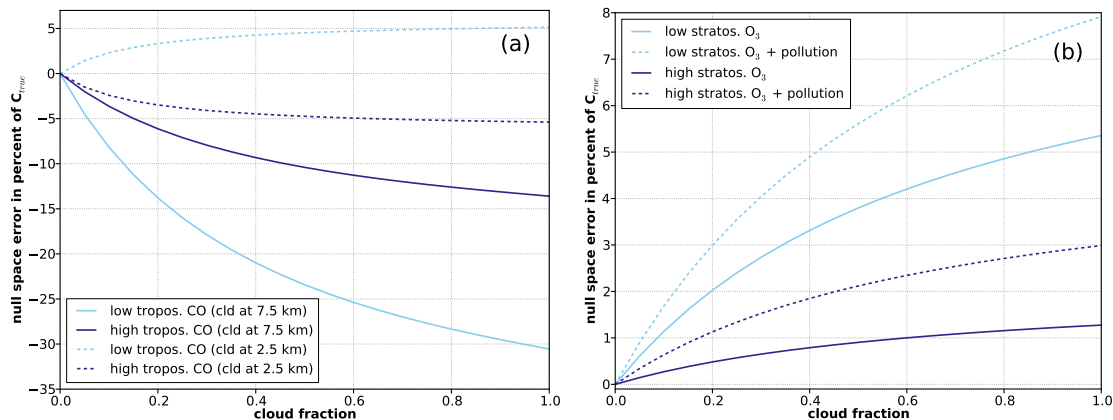 null space error in percent of C_true
5
0
−5
−10
−15
−20
−25
−30
−35
(a)
low tropos. CO (cld at 7.5 km)
high tropos. CO (cld at 7.5 km)
low tropos. CO (cld at 2.5 km)
high tropos. CO (cld at 2.5 km)
0.0 0.2 0.4 0.6 0.8 1.0
cloud fraction
null space error in percent of C_true
8
7
6
5
4
3
2
1
0
low stratos. O₃
low stratos. O₃ + pollution
high stratos. O₃
high stratos. O₃ + pollution
(b)
0.0 0.2 0.4 0.6 0.8 1.0
cloud fraction